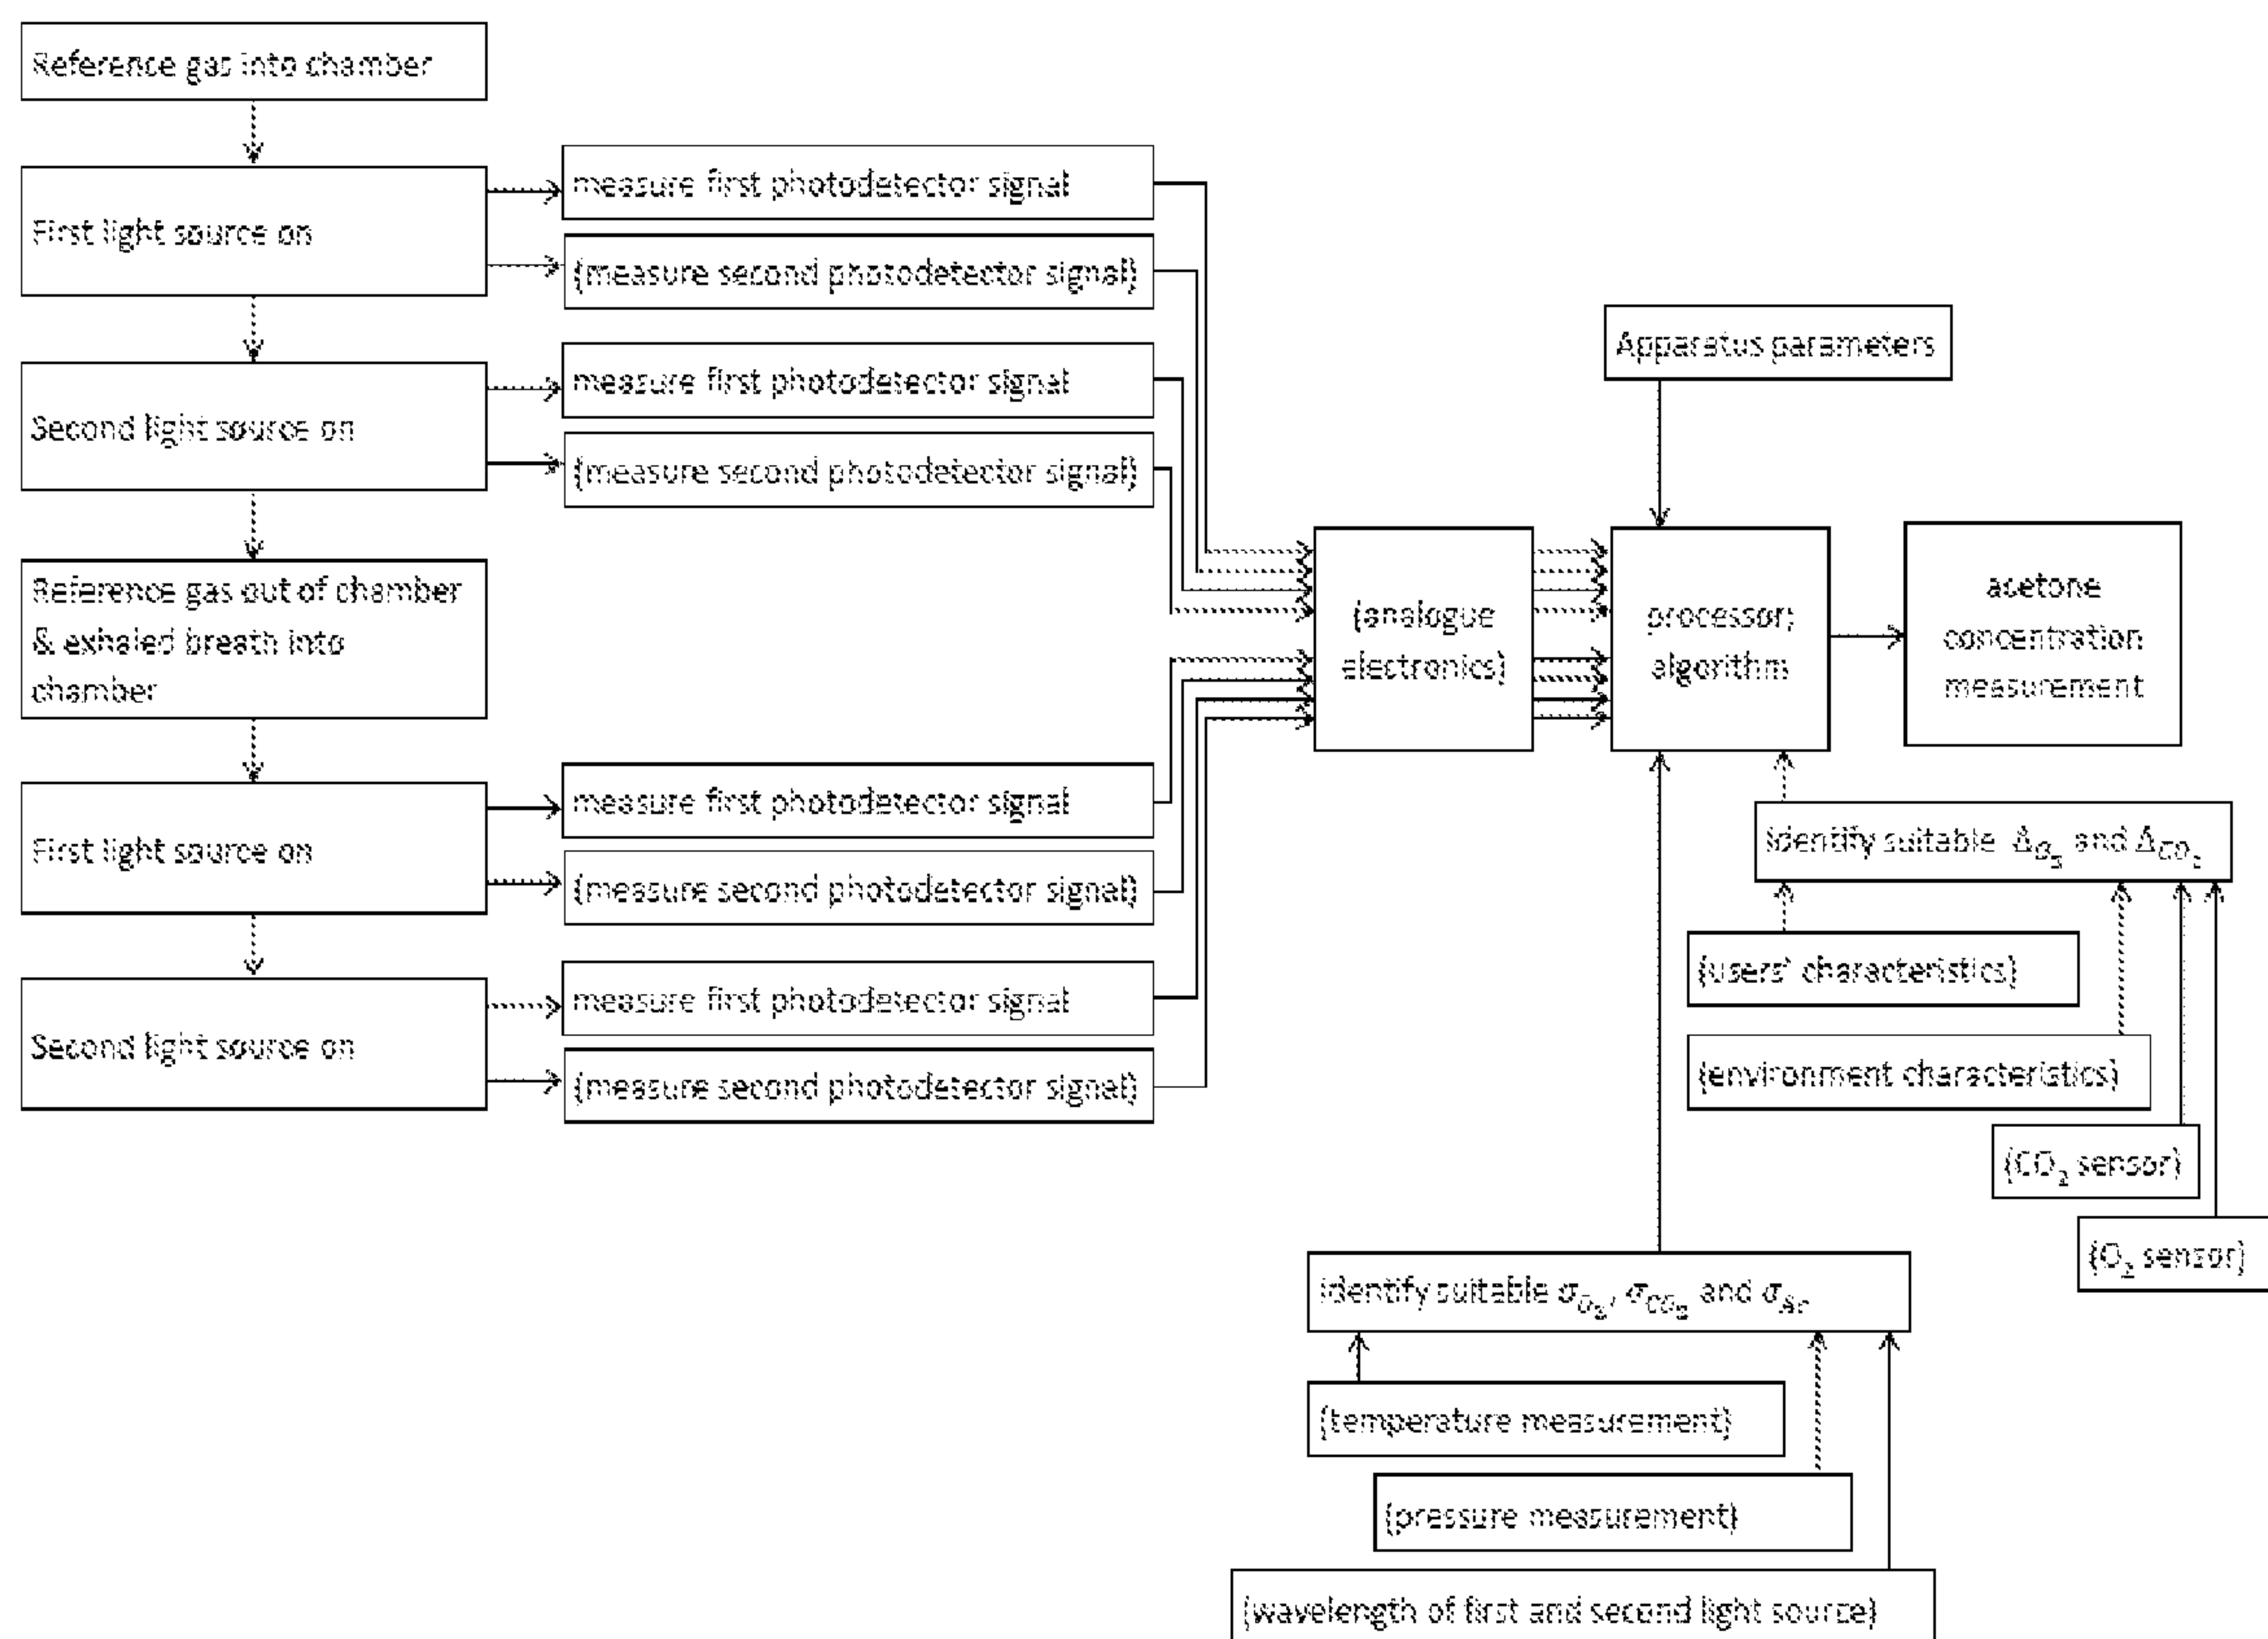 Reference gas into chamber
First light source on
measure first photodetector signal
(measure second photodetector signal)
Second light source on
measure first photodetector signal
(measure second photodetector signal)
Reference gas out of chamber
& exhaled breath into
chamber
First light source on
measure first photodetector signal
(measure second photodetector signal)
Second light source on
measure first photodetector signal
(measure second photodetector signal)
(analogue
electronics)
Apparatus parameters
processor;
algorithm
acetone
concentration
measurement
Identify suitable Δ_O₂ and Δ_CO₂
(users' characteristics)
(environment characteristics)
(CO₂ sensor)
(O₂ sensor)
Identify suitable σ_O₂, σ_CO₂ and σ_Ac
(temperature measurement)
(pressure measurement)
(wavelength of first and second light source)